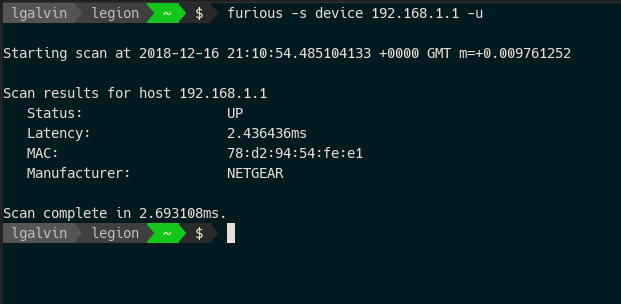 lgalvin legion ~ $ furious -s device 192.168.1.1 -u
Starting scan at 2018-12-16 21:10:54.485104133 +0000 GMT m=+0.009761252
Scan results for host 192.168.1.1
Status: UP
Latency: 2.436436ms
MAC: 78:d2:94:54:fe:e1
Manufacturer: NETGEAR
Scan complete in 2.693108ms.
lgalvin legion ~ $